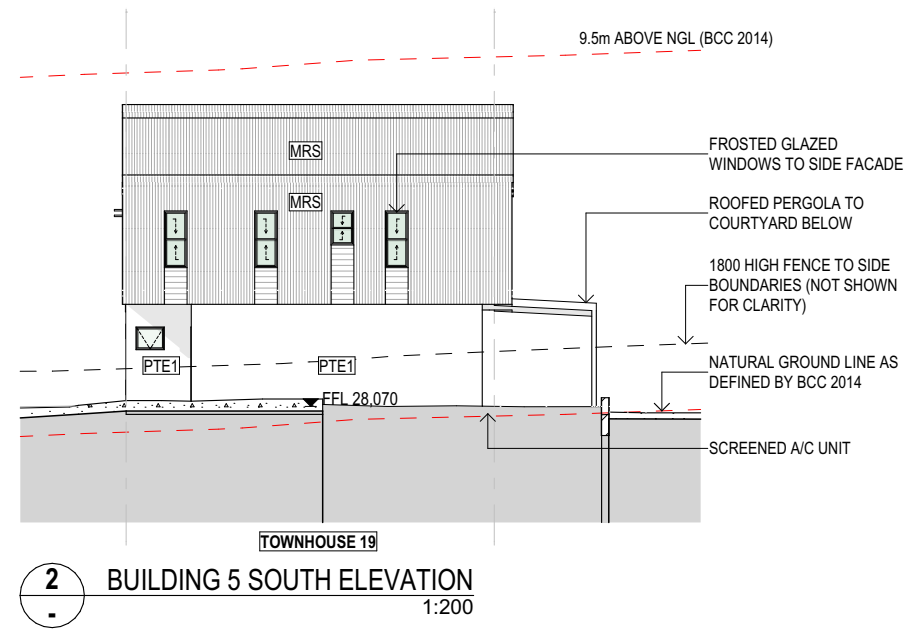 9.5m ABOVE NGL (BCC 2014)
MRS
FROSTED GLAZED
WINDOWS TO SIDE FACADE
MRS
ROOFED PERGOLA TO
COURTYARD BELOW
1800 HIGH FENCE TO SIDE
BOUNDARIES (NOT SHOWN
FOR CLARITY)
PTE1
PTE1
NATURAL GROUND LINE AS
DEFINED BY BCC 2014
FFL 28,070
SCREENED A/C UNIT
TOWNHOUSE 19
2
-
BUILDING 5 SOUTH ELEVATION
1:200